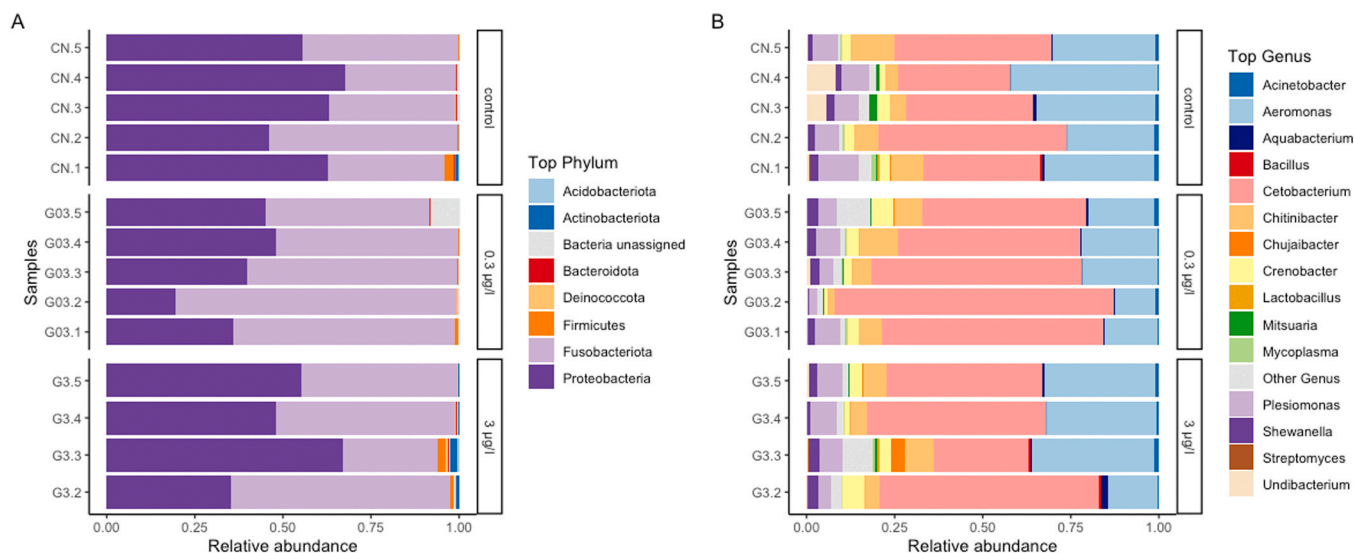 A
CN.5
CN.4
CN.3
CN.2
CN.1
control
G03.5
G03.4
G03.3
G03.2
G03.1
0.3 µg/l
G3.5
G3.4
G3.3
G3.2
3 µg/l
Samples
0.00 0.25 0.50 0.75 1.00
Relative abundance
Top Phylum
Acidobacteriota
Actinobacteriota
Bacteria unassigned
Bacteroidota
Deinococcota
Firmicutes
Fusobacteriota
Proteobacteria
B
CN.5
CN.4
CN.3
CN.2
CN.1
control
G03.5
G03.4
G03.3
G03.2
G03.1
0.3 µg/l
G3.5
G3.4
G3.3
G3.2
3 µg/l
Samples
0.00 0.25 0.50 0.75 1.00
Relative abundance
Top Genus
Acinetobacter
Aeromonas
Aquabacterium
Bacillus
Cetobacterium
Chitinibacter
Chujaibacter
Crenobacter
Lactobacillus
Mitsuaria
Mycoplasma
Other Genus
Plesiomonas
Shewanella
Streptomyces
Undibacterium